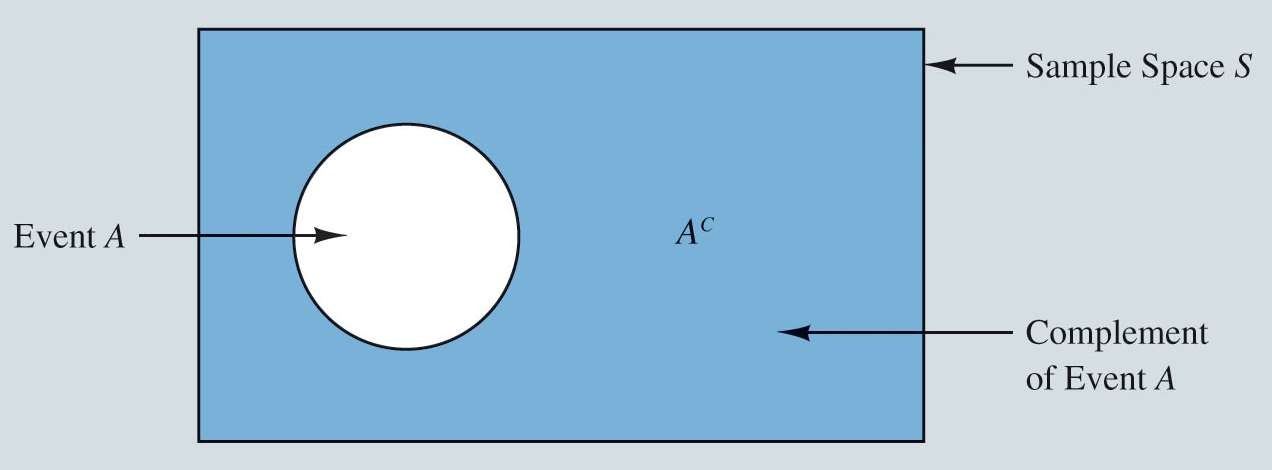 Sample Space S
Event A
A^C
Complement
of Event A